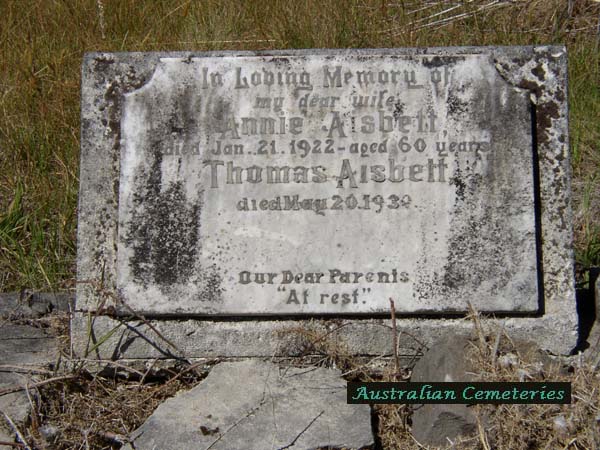 In Loving Memory of
my dear wife
Annie Aisbett
died Jan. 21. 1922 - aged 60 years
Thomas Aisbett
died May 20.
Our Dear Parents
"At rest."
Australian Cemeteries